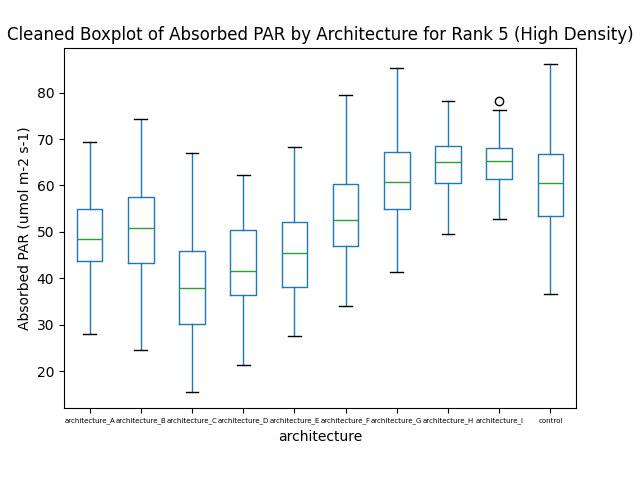 Cleaned Boxplot of Absorbed PAR by Architecture for Rank 5 (High Density)
Absorbed PAR (umol m-2 s-1)
80
70
60
50
40
30
20
architecture_A architecture_B architecture_C architecture_D architecture_E architecture_F architecture_G architecture_H architecture_I control
architecture